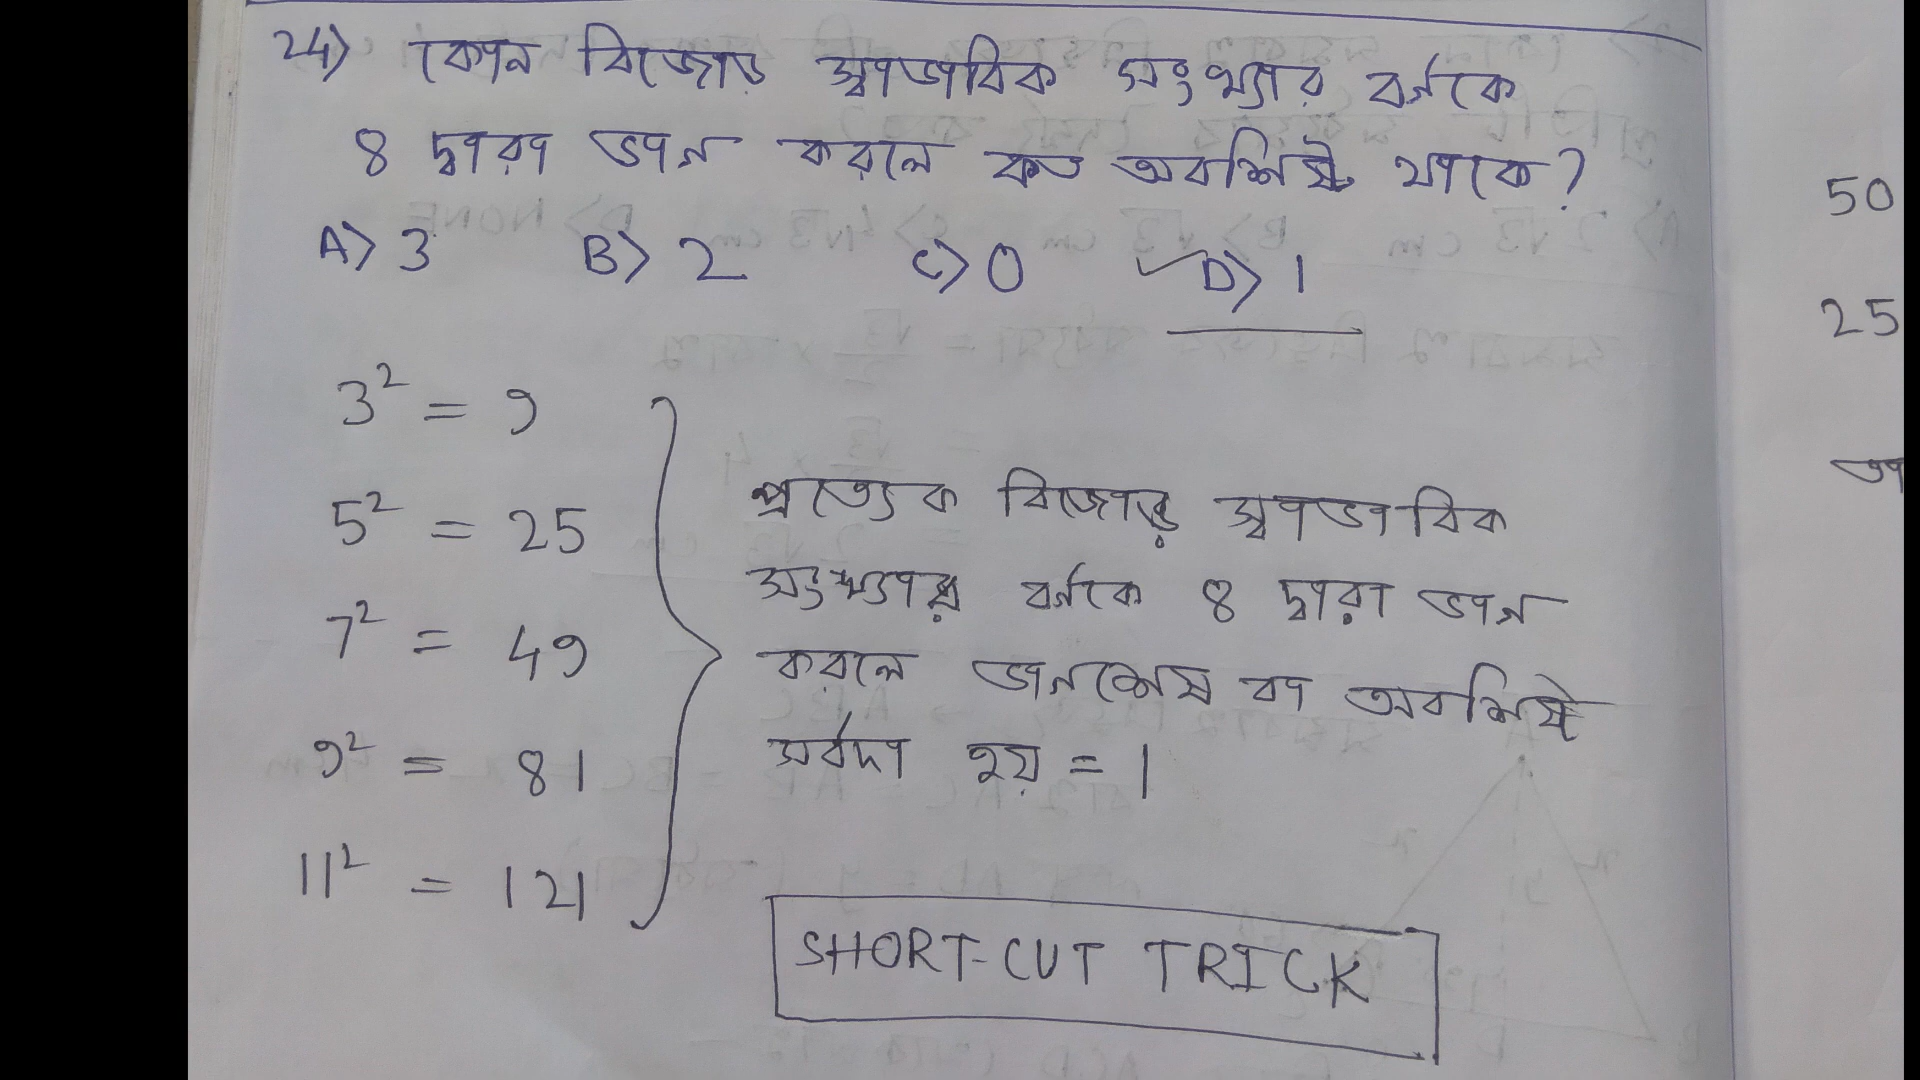 24) কোন বিজোড় স্বাভাবিক সংখ্যার বর্গকে
8 দ্বারা ভাগ করলে কত অবশিষ্ট থাকে?
A) 3 B) 2 C) 0 D) 1
3² = 9
5² = 25
7² = 49
9² = 81
11² = 121
প্রত্যেক বিজোড় স্বাভাবিক
সংখ্যার বর্গকে 8 দ্বারা ভাগ
করলে ভাগশেষ বা অবশিষ্ট
সর্বদা হয় = 1
SHORT-CUT TRICK
50
25